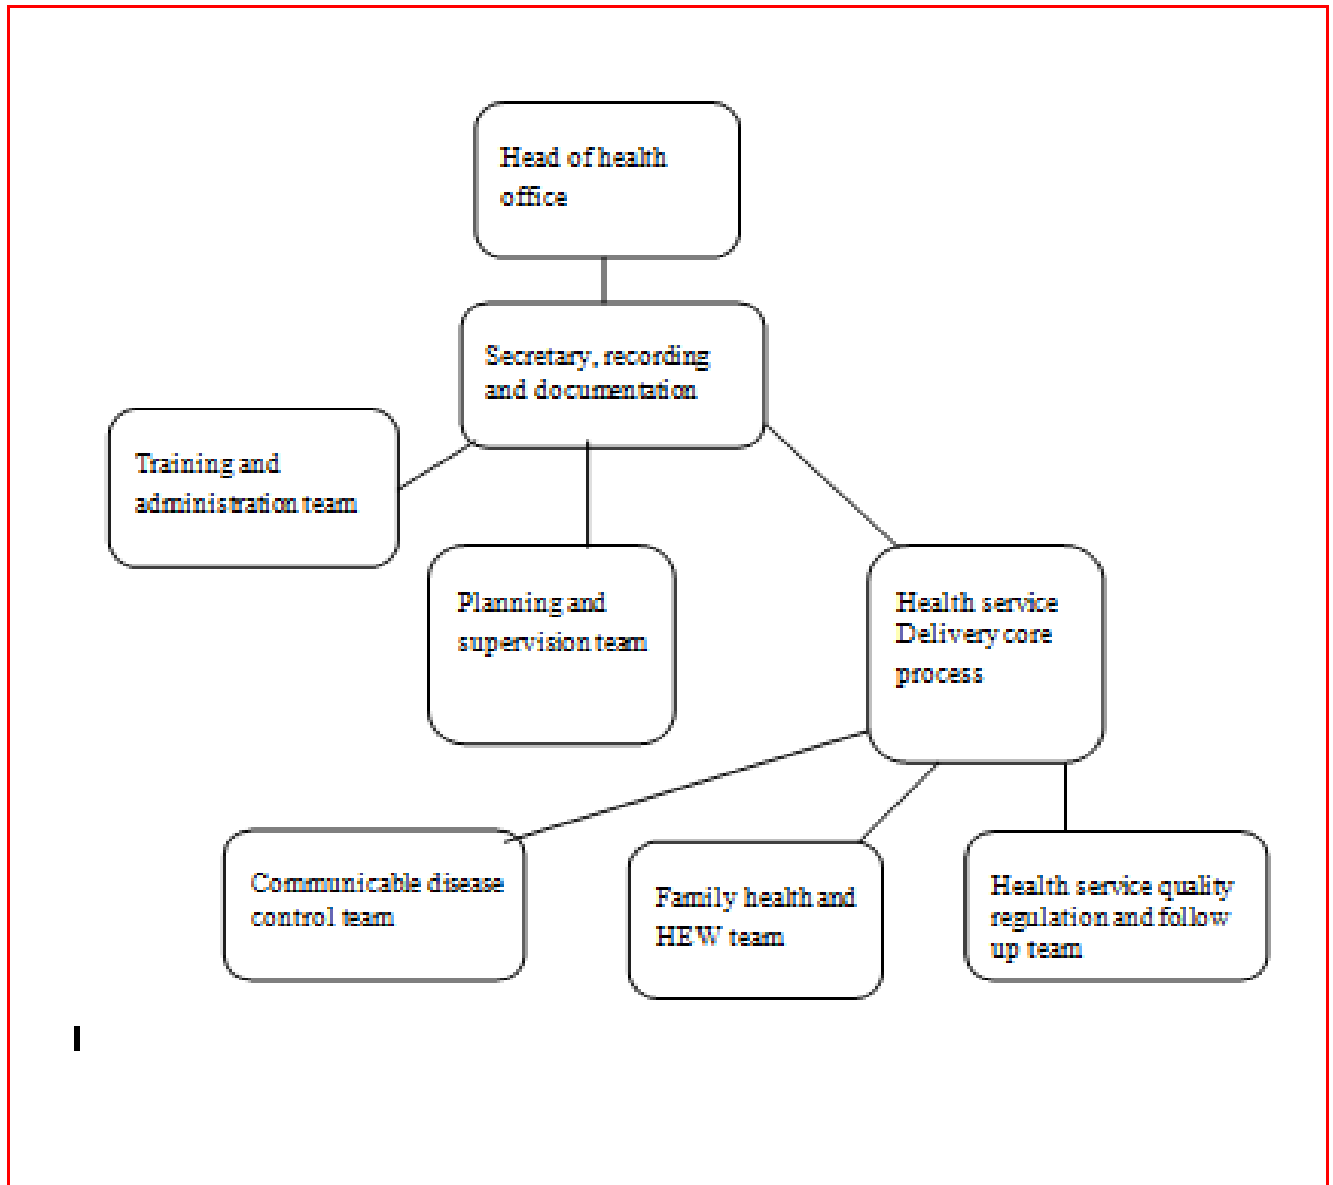 Head of health
office
Secretary, recording
and documentation
Training and
administration team
Planning and
supervision team
Health service
Delivery core
process
Communicable disease
control team
Family health and
HEW team
Health service quality
regulation and follow
up team